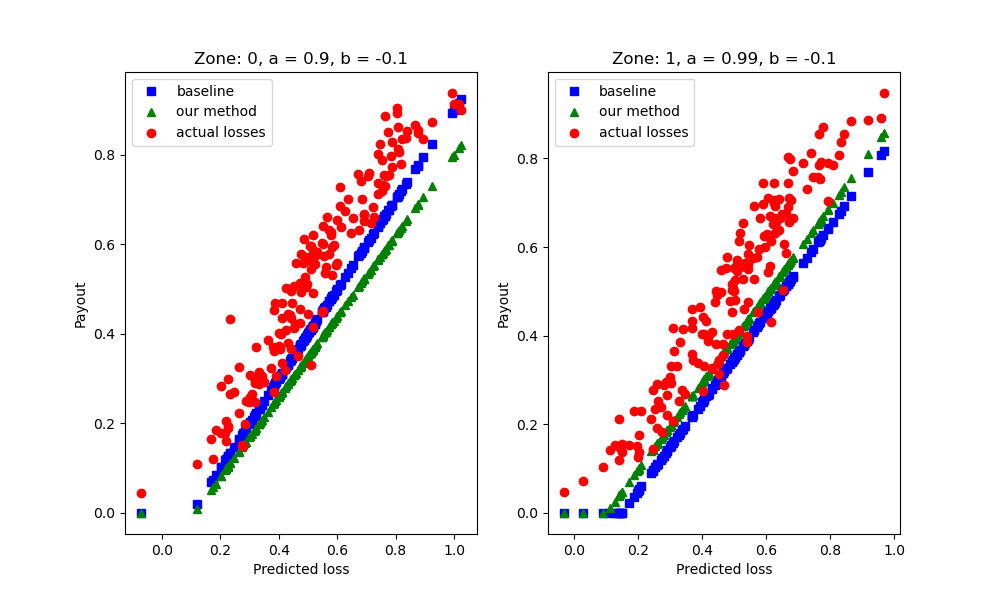 Zone: 0, a = 0.9, b = -0.1
baseline
our method
actual losses
Payout
0.8
0.6
0.4
0.2
0.0
0.0 0.2 0.4 0.6 0.8 1.0
Predicted loss
Zone: 1, a = 0.99, b = -0.1
baseline
our method
actual losses
Payout
0.8
0.6
0.4
0.2
0.0
0.0 0.2 0.4 0.6 0.8 1.0
Predicted loss